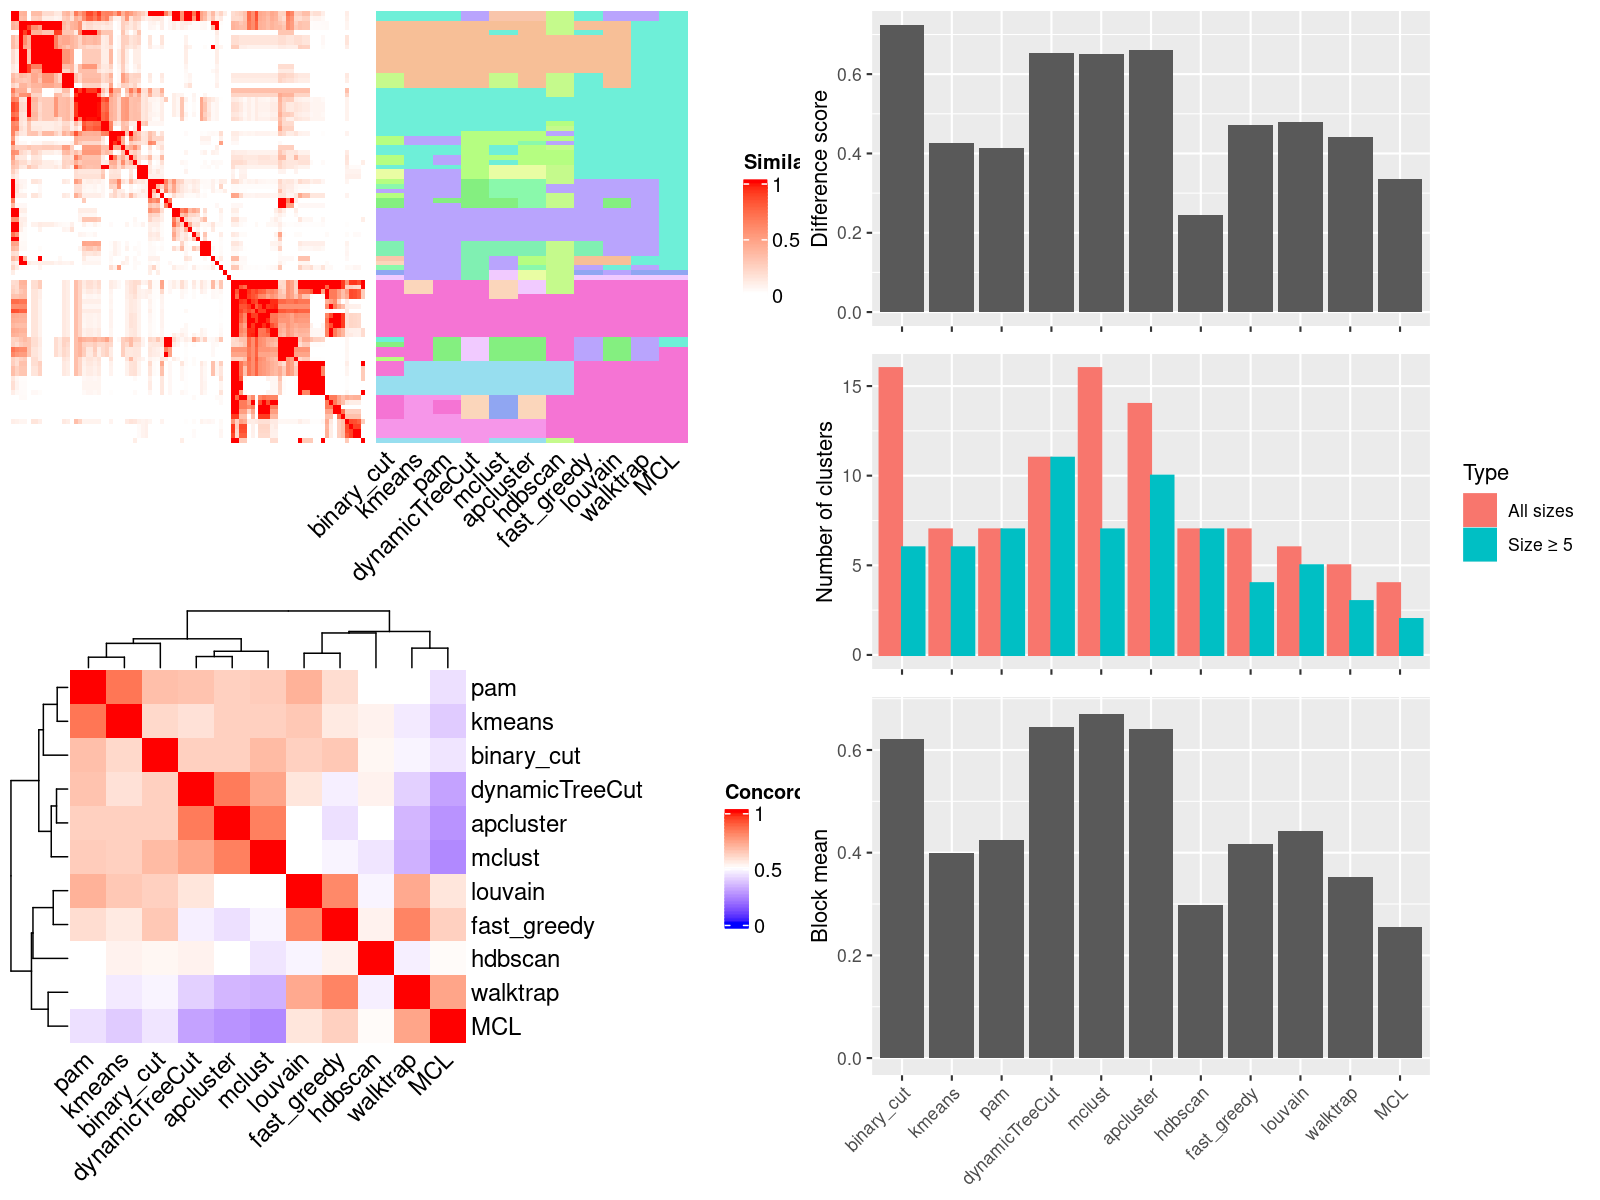 Simila
1
0.5
0
binary_cut
kmeans
pam
dynamicTreeCut
mclust
apcluster
hdbscan
fast_greedy
louvain
walktrap
MCL
pam
kmeans
binary_cut
dynamicTreeCut
apcluster
mclust
louvain
fast_greedy
hdbscan
walktrap
MCL
Concord
1
0.5
0
pam
kmeans
binary_cut
dynamicTreeCut
apcluster
mclust
louvain
fast_greedy
hdbscan
walktrap
MCL
Difference score
0.6
0.4
0.2
0.0
Number of clusters
15
10
5
0
Type
All sizes
Size ≥ 5
Block mean
0.6
0.4
0.2
0.0
binary_cut
kmeans
pam
dynamicTreeCut
mclust
apcluster
hdbscan
fast_greedy
louvain
walktrap
MCL